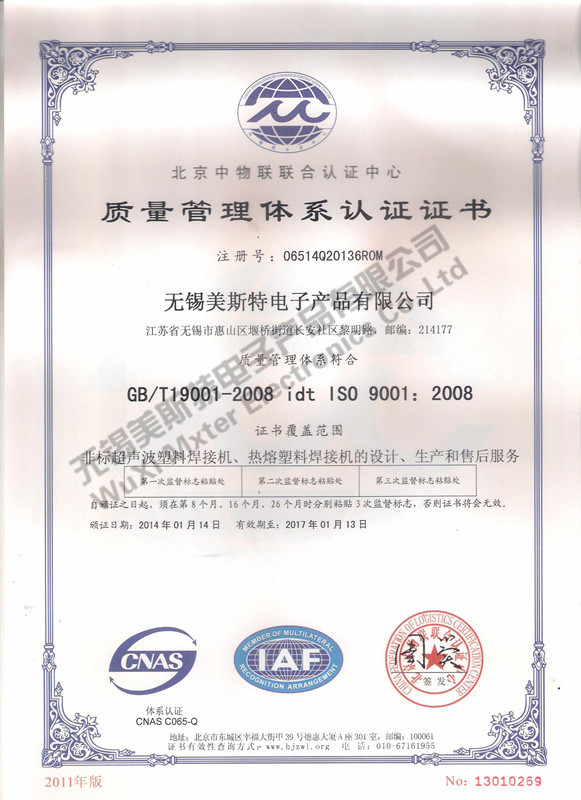 北京中物联联合认证中心
质量管理体系认证证书
注册号：06514Q20136R0M
无锡美斯特电子产品有限公司
江苏省无锡市惠山区堰桥街道长安社区黎明路，邮编：214177
质量管理体系符合
GB/T19001-2008 idt ISO 9001：2008
证书覆盖范围
非标超声波塑料焊接机、热熔塑料焊接机的设计、生产和售后服务
第一次监督标志粘贴处 第二次监督标志粘贴处 第三次监督标志粘贴处
自颁证之日起，须在第8个月、16个月、26个月时分别粘贴3次监督标志，否则证书将会无效。
颁证日期：2014年01月14日 有效期至：2017年01月13日
无锡美斯特电子产品有限公司
WuXi Mxter Electronics Co Ltd
CNAS
体系认证
CNAS C065-Q
MEMBER OF MULTILATERAL
IAF
RECOGNITION ARRANGEMENT
签发
地址：北京市东城区幸福大街甲39号德惠大厦A座301室，邮编：100061
证书有效性查询方式：www.bjzwl.org 电话：010-67161955
2011年版
No：13010269